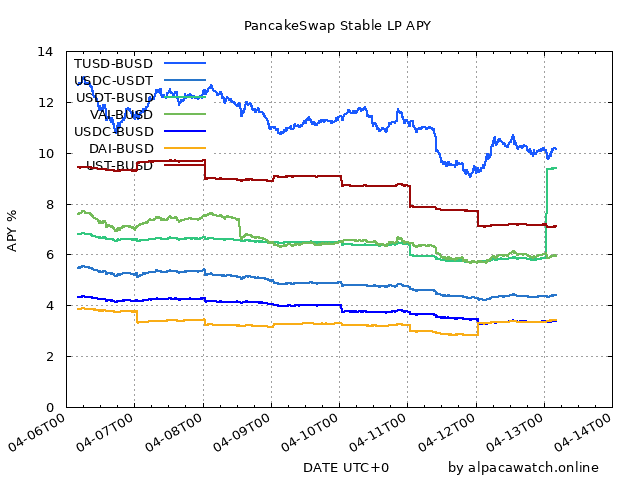 PancakeSwap Stable LP APY
14
12
10
8
6
4
2
0
APY %
TUSD-BUSD
USDC-USDT
USDT-BUSD
VAI-BUSD
USDC-BUSD
DAI-BUSD
UST-BUSD
04-06T00
04-07T00
04-08T00
04-09T00
04-10T00
04-11T00
04-12T00
04-13T00
04-14T00
DATE UTC+0
by alpacawatch.online